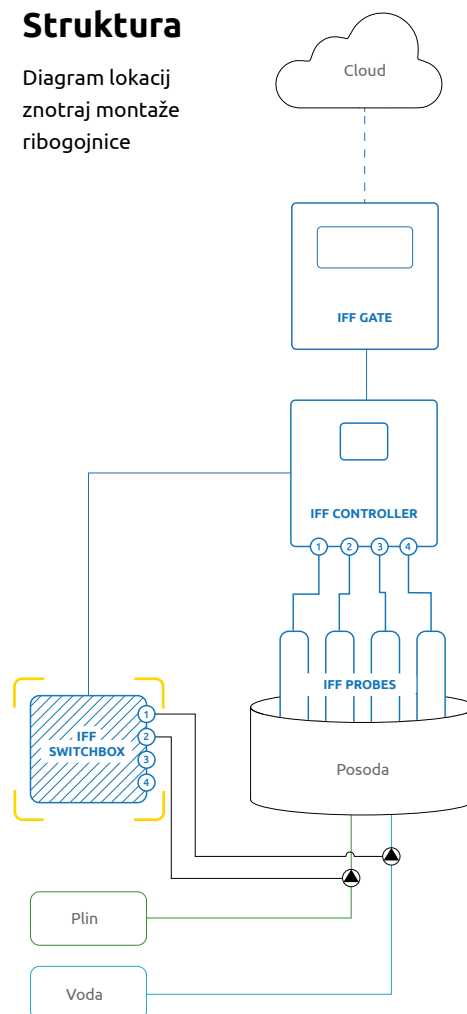 Struktura
Diagram lokacij
znotraj montaže
ribogojnice
Cloud
IFF GATE
IFF CONTROLLER
1 2 3 4
IFF PROBES
IFF
SWITCHBOX
1
2
3
4
Posoda
Plin
Voda